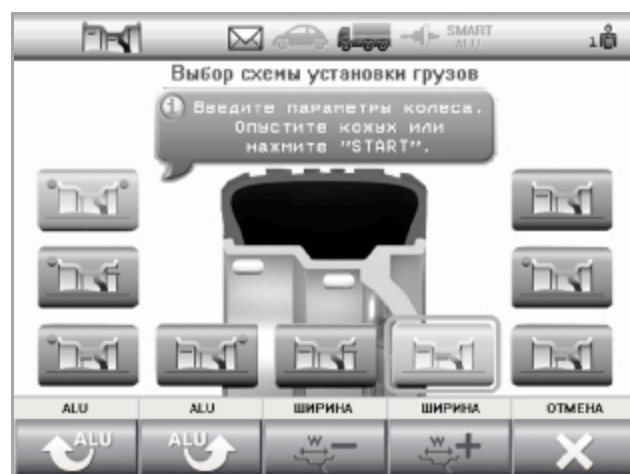 SMART
ALU
1
Выбор схемы установки грузов
Введите параметры колеса.
Опустите кожух или
нажмите "START".
ALU
ALU
ШИРИНА
ШИРИНА
ОТМЕНА
ALU
ALU
W
W